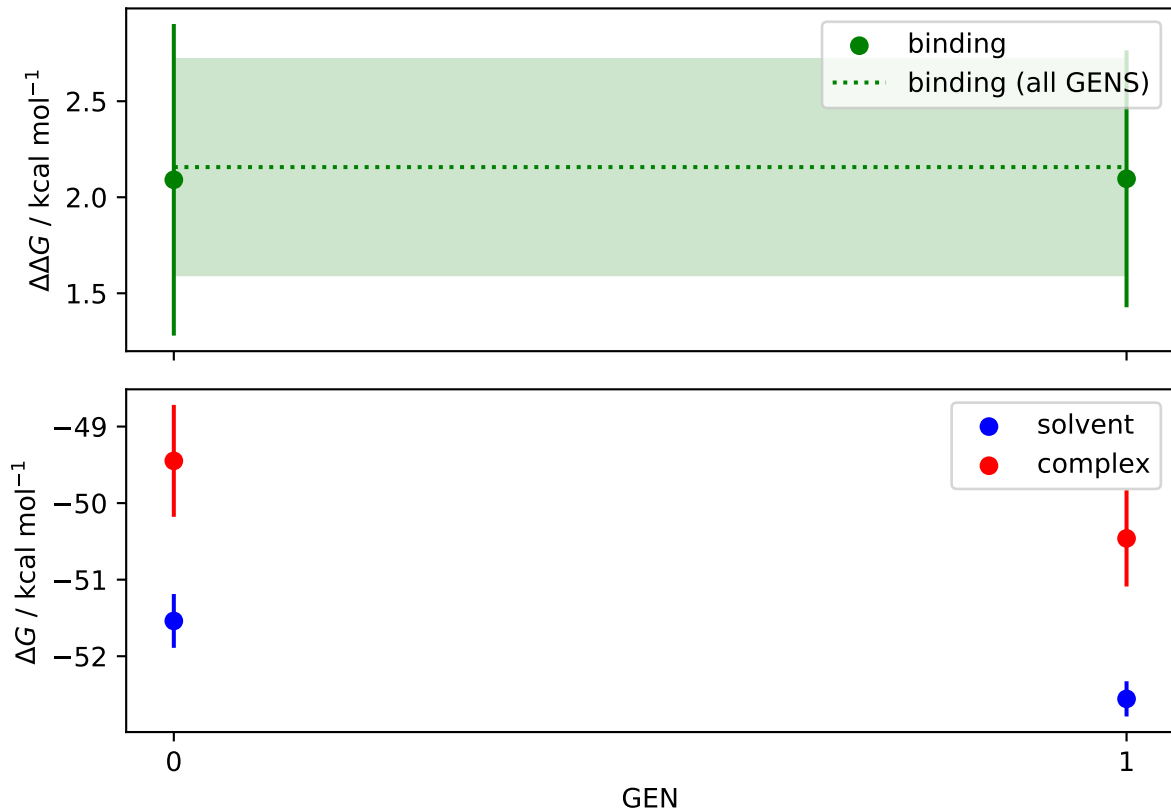 binding
binding (all GENS)
ΔΔG / kcal mol⁻¹
2.5
2.0
1.5
solvent
complex
ΔG / kcal mol⁻¹
−49
−50
−51
−52
0
1
GEN